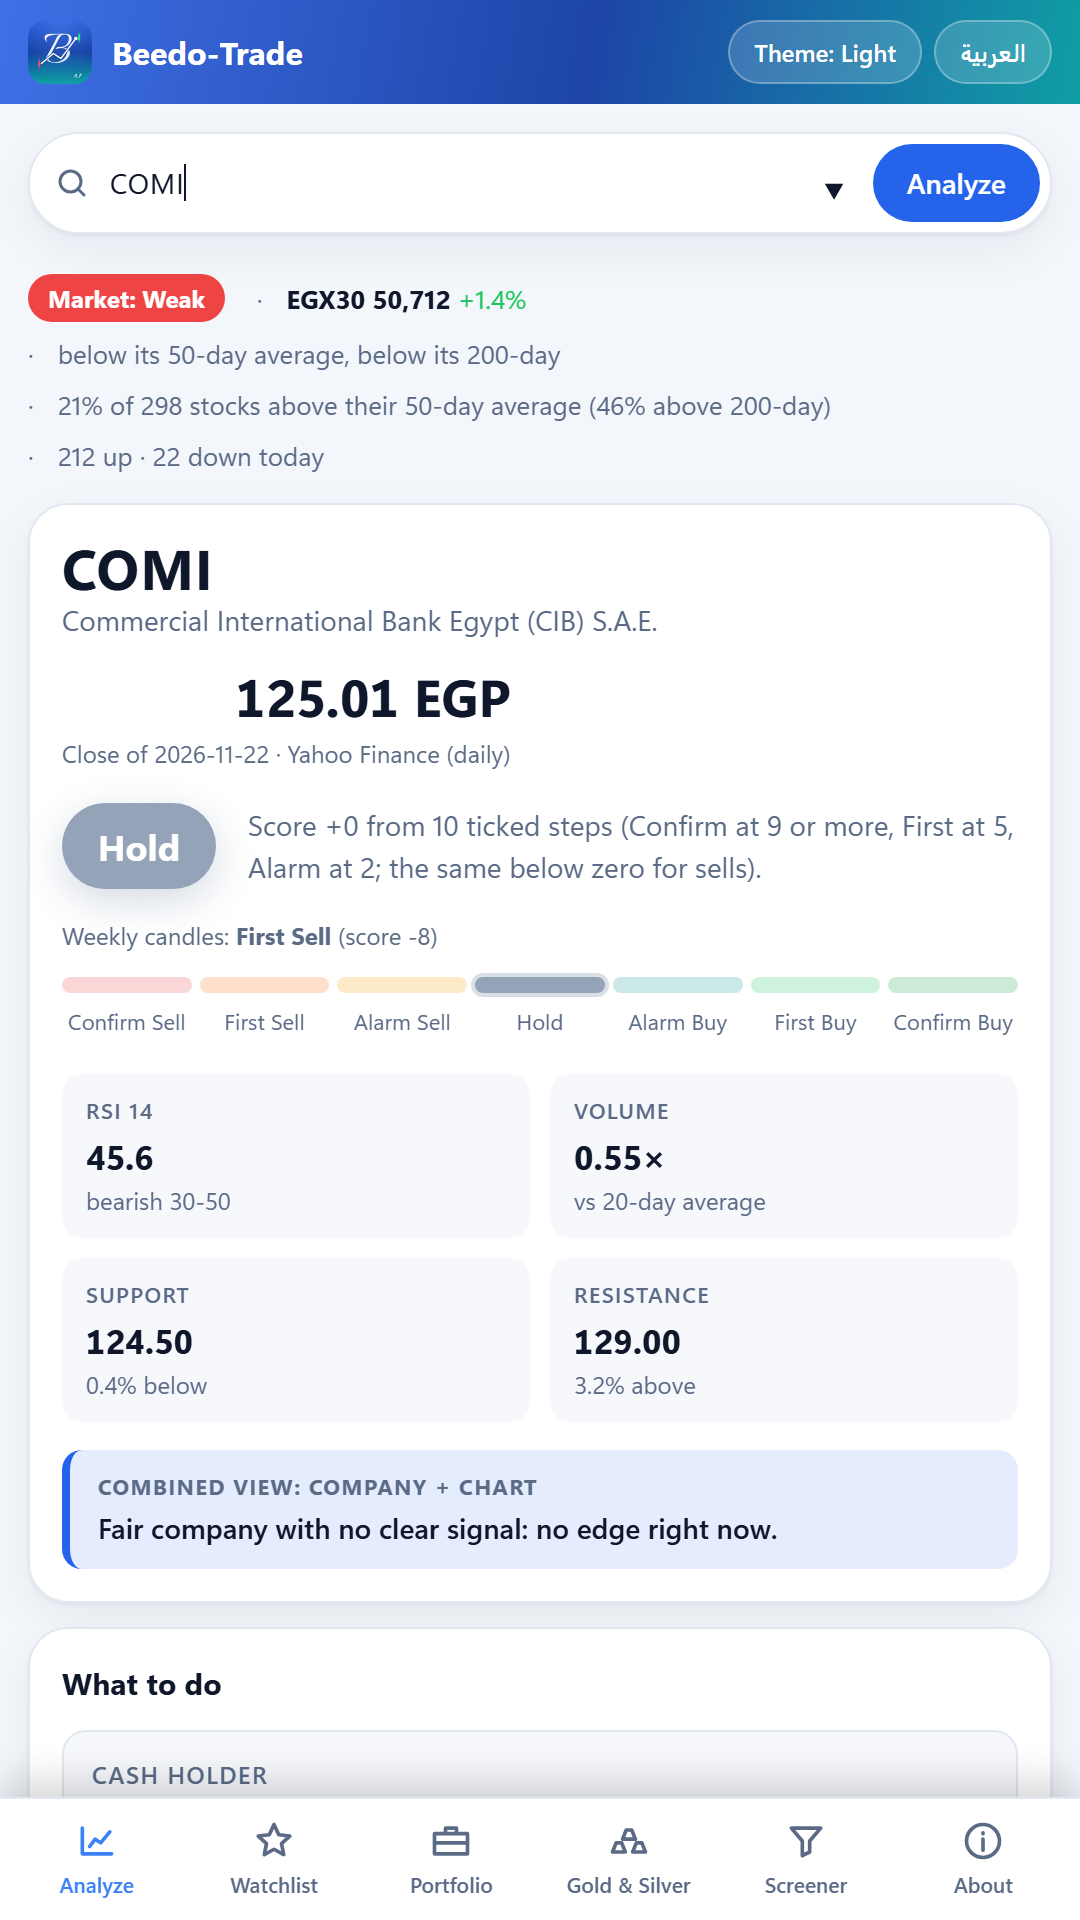 Beedo-Trade
Theme: Light
العربية
COMI
Analyze
Market: Weak · EGX30 50,712 +1.4%
· below its 50-day average, below its 200-day
· 21% of 298 stocks above their 50-day average (46% above 200-day)
· 212 up · 22 down today
COMI
Commercial International Bank Egypt (CIB) S.A.E.
125.01 EGP
Close of 2026-11-22 · Yahoo Finance (daily)
Hold
Score +0 from 10 ticked steps (Confirm at 9 or more, First at 5,
Alarm at 2; the same below zero for sells).
Weekly candles: First Sell (score -8)
Confirm Sell First Sell Alarm Sell Hold Alarm Buy First Buy Confirm Buy
RSI 14
45.6
bearish 30-50
VOLUME
0.55×
vs 20-day average
SUPPORT
124.50
0.4% below
RESISTANCE
129.00
3.2% above
COMBINED VIEW: COMPANY + CHART
Fair company with no clear signal: no edge right now.
What to do
CASH HOLDER
Analyze Watchlist Portfolio Gold & Silver Screener About